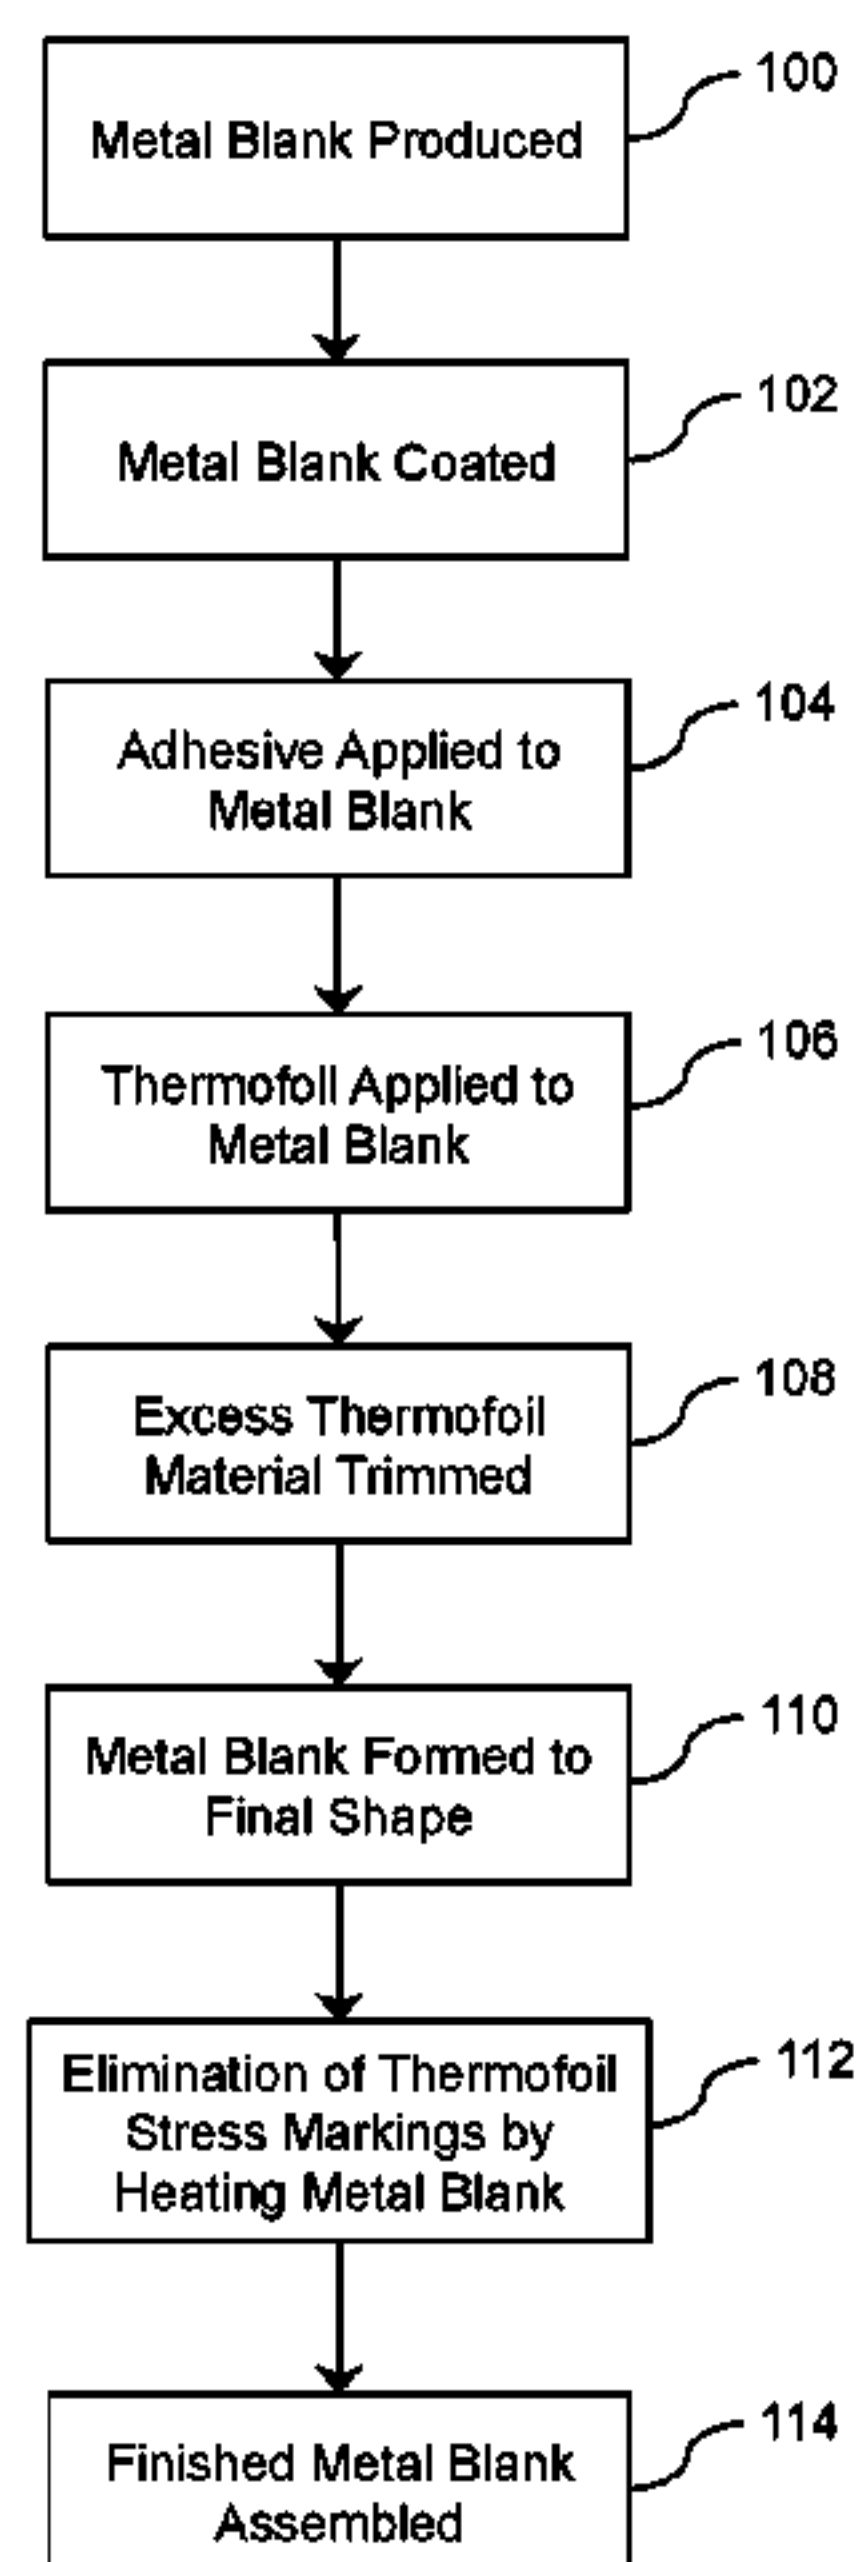 Metal Blank Produced
100
Metal Blank Coated
102
Adhesive Applied to
Metal Blank
104
Thermofoil Applied to
Metal Blank
106
Excess Thermofoil
Material Trimmed
108
Metal Blank Formed to
Final Shape
110
Elimination of Thermofoil
Stress Markings by
Heating Metal Blank
112
Finished Metal Blank
Assembled
114